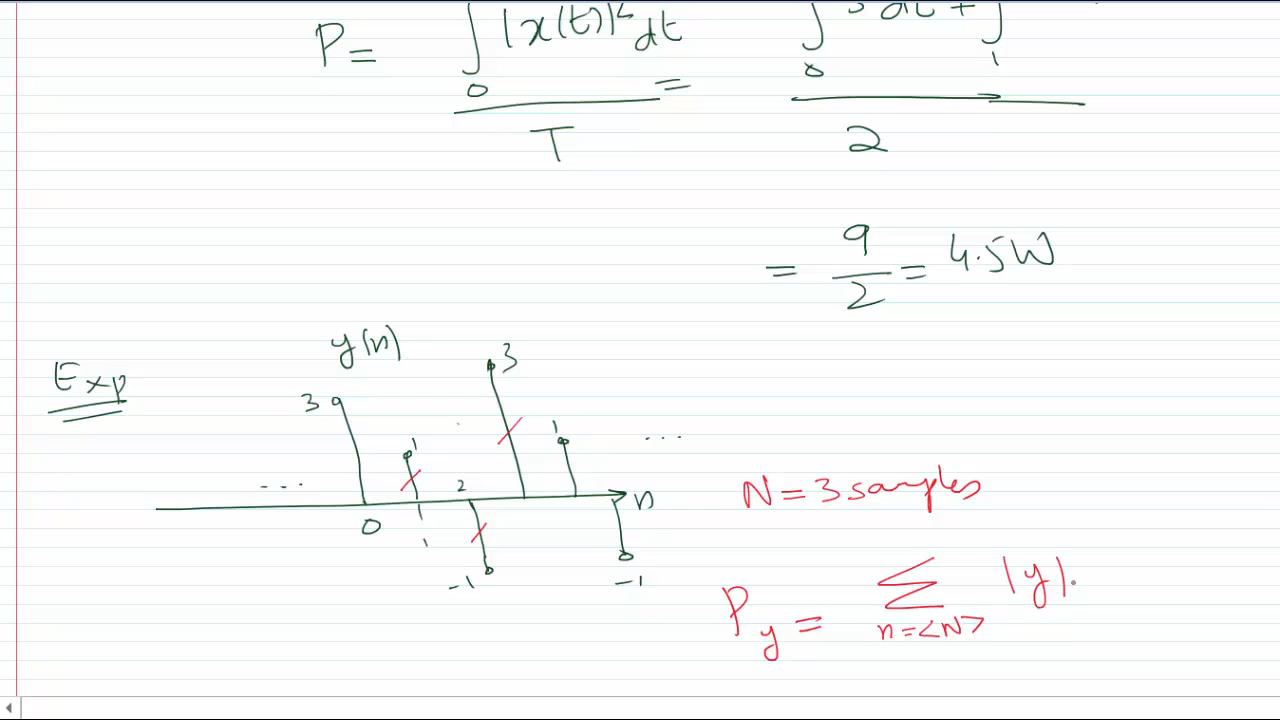 P = ∫ |x(t)|² dt = ∫ 3 dt + ∫
0 0 1
T 2
= 9/2 = 4.5W
Exp y(n)
3 1 3 1 ...
... 2 n
0 1
-1 -1
N = 3 samples
P_y = Σ |y|
n=<N>